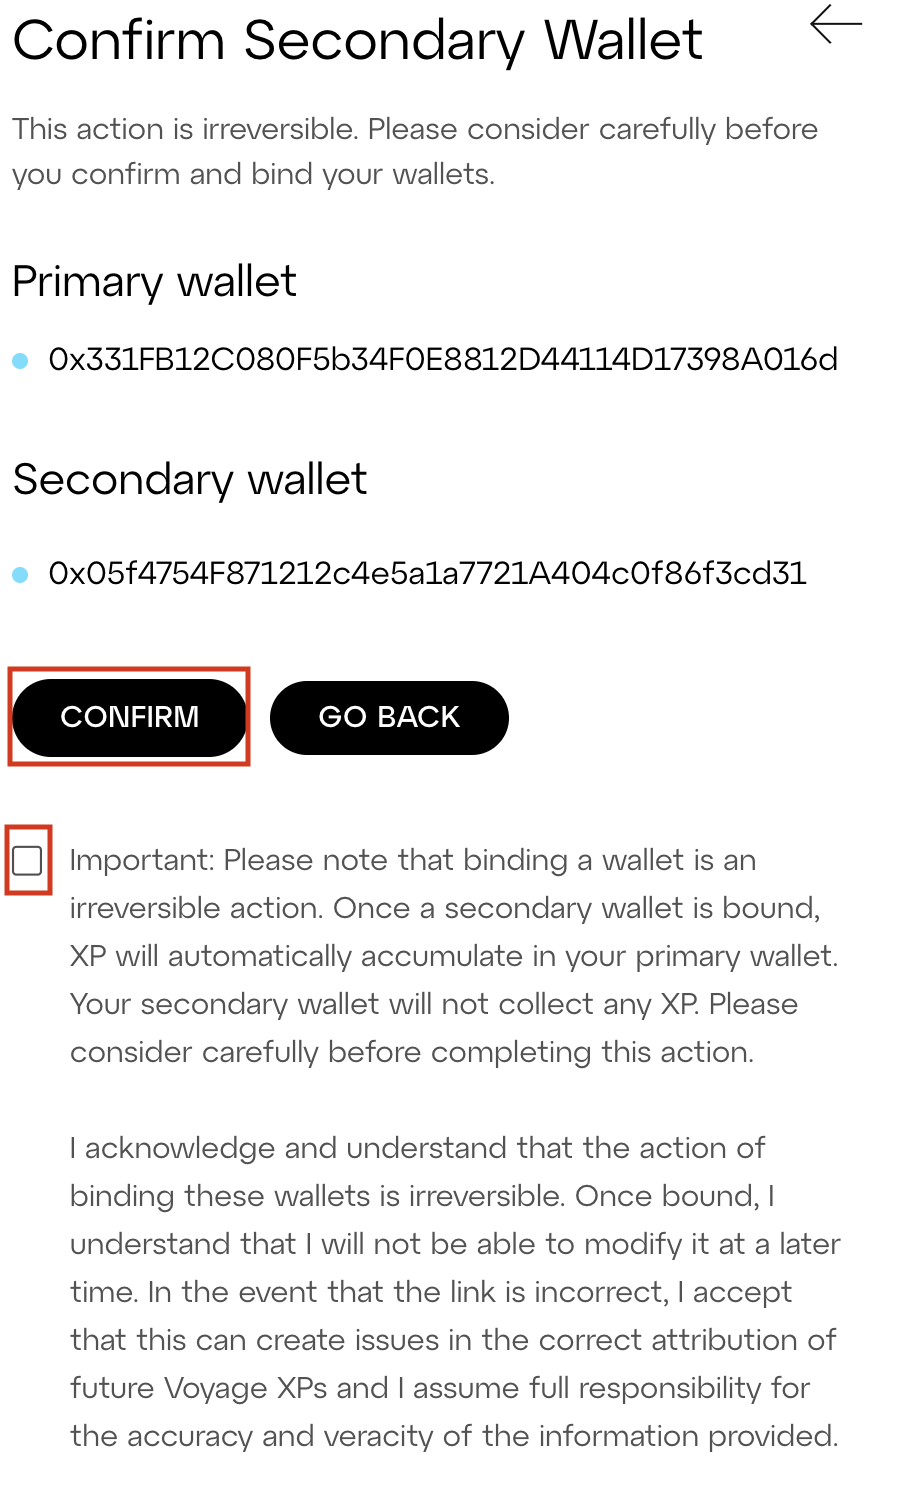 Confirm Secondary Wallet
This action is irreversible. Please consider carefully before
you confirm and bind your wallets.
Primary wallet
0x331FB12C080F5b34F0E8812D44114D17398A016d
Secondary wallet
0x05f4754F871212c4e5a1a7721A404c0f86f3cd31
CONFIRM
GO BACK
Important: Please note that binding a wallet is an
irreversible action. Once a secondary wallet is bound,
XP will automatically accumulate in your primary wallet.
Your secondary wallet will not collect any XP. Please
consider carefully before completing this action.
I acknowledge and understand that the action of
binding these wallets is irreversible. Once bound, I
understand that I will not be able to modify it at a later
time. In the event that the link is incorrect, I accept
that this can create issues in the correct attribution of
future Voyage XPs and I assume full responsibility for
the accuracy and veracity of the information provided.